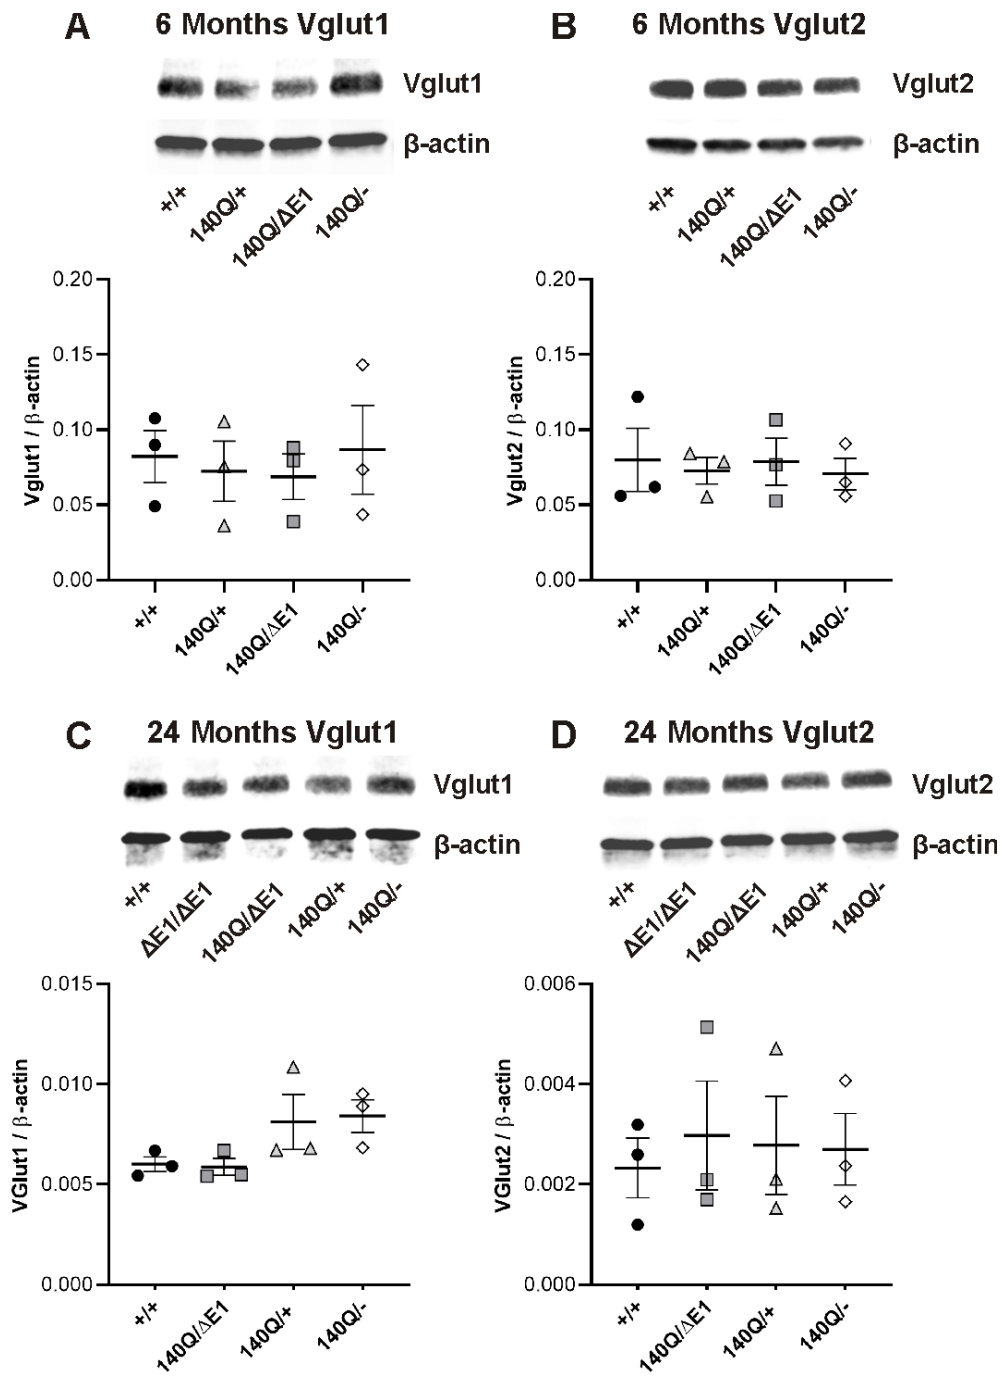 A 6 Months Vglut1
Vglut1
β-actin
+/+ 140Q/+ 140Q/ΔE1 140Q/-
0.20
0.15
0.10
0.05
0.00
Vglut1 / β-actin
+/+ 140Q/+ 140Q/ΔE1 140Q/-
B 6 Months Vglut2
Vglut2
β-actin
+/+ 140Q/+ 140Q/ΔE1 140Q/-
0.20
0.15
0.10
0.05
0.00
Vglut2 / β-actin
+/+ 140Q/+ 140Q/ΔE1 140Q/-
C 24 Months Vglut1
Vglut1
β-actin
+/+ ΔE1/ΔE1 140Q/ΔE1 140Q/+ 140Q/-
0.015
0.010
0.005
0.000
VGlut1 / β-actin
+/+ 140Q/ΔE1 140Q/+ 140Q/-
D 24 Months Vglut2
Vglut2
β-actin
+/+ ΔE1/ΔE1 140Q/ΔE1 140Q/+ 140Q/-
0.006
0.004
0.002
0.000
VGlut2 / β-actin
+/+ 140Q/ΔE1 140Q/+ 140Q/-